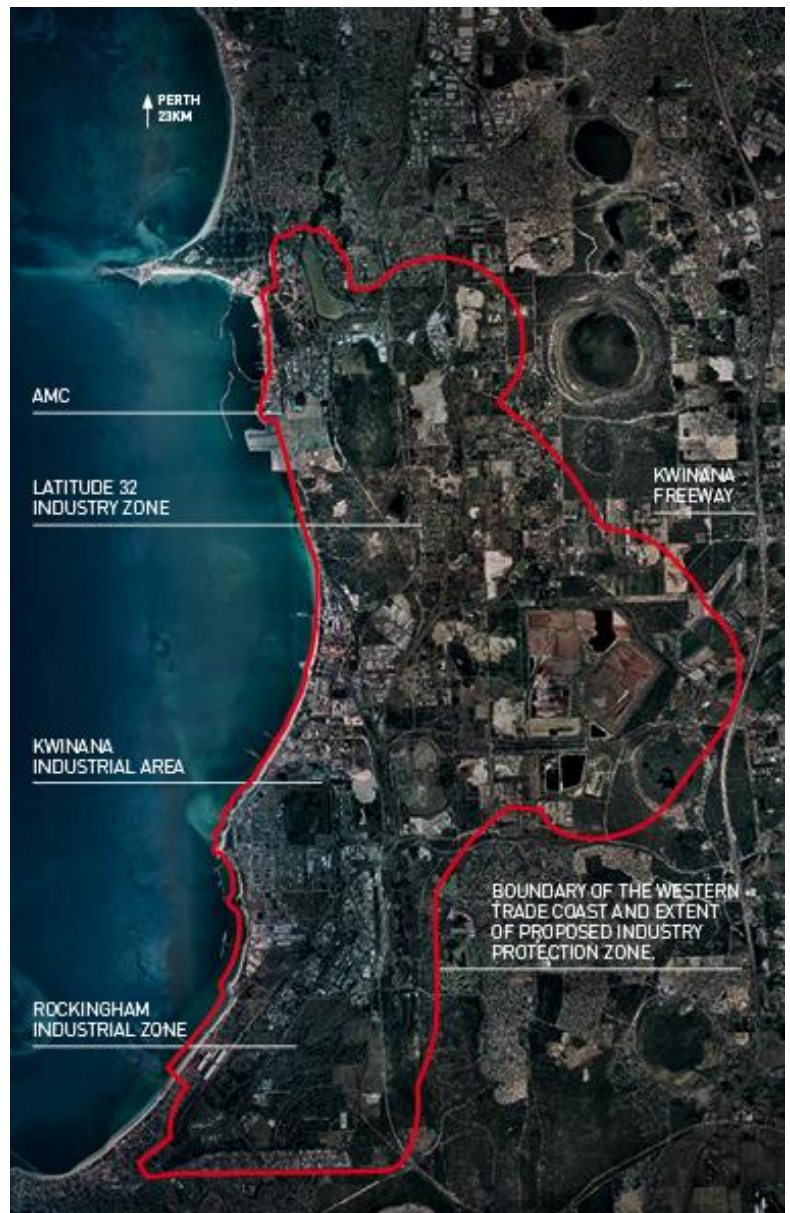 PERTH
23KM
AMC
LATITUDE 32
INDUSTRY ZONE
KWINANA
FREEWAY
KWINANA
INDUSTRIAL AREA
BOUNDARY OF THE WESTERN
TRADE COAST AND EXTENT
OF PROPOSED INDUSTRY
PROTECTION ZONE.
ROCKINGHAM
INDUSTRIAL ZONE